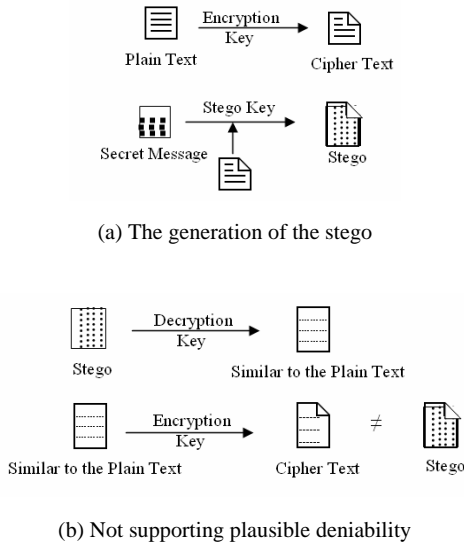 Encryption
Key
Plain Text
Cipher Text
Stego Key
Secret Message
Stego
(a) The generation of the stego
Decryption
Key
Stego
Similar to the Plain Text
Encryption
Key
≠
Similar to the Plain Text
Cipher Text
Stego
(b) Not supporting plausible deniability